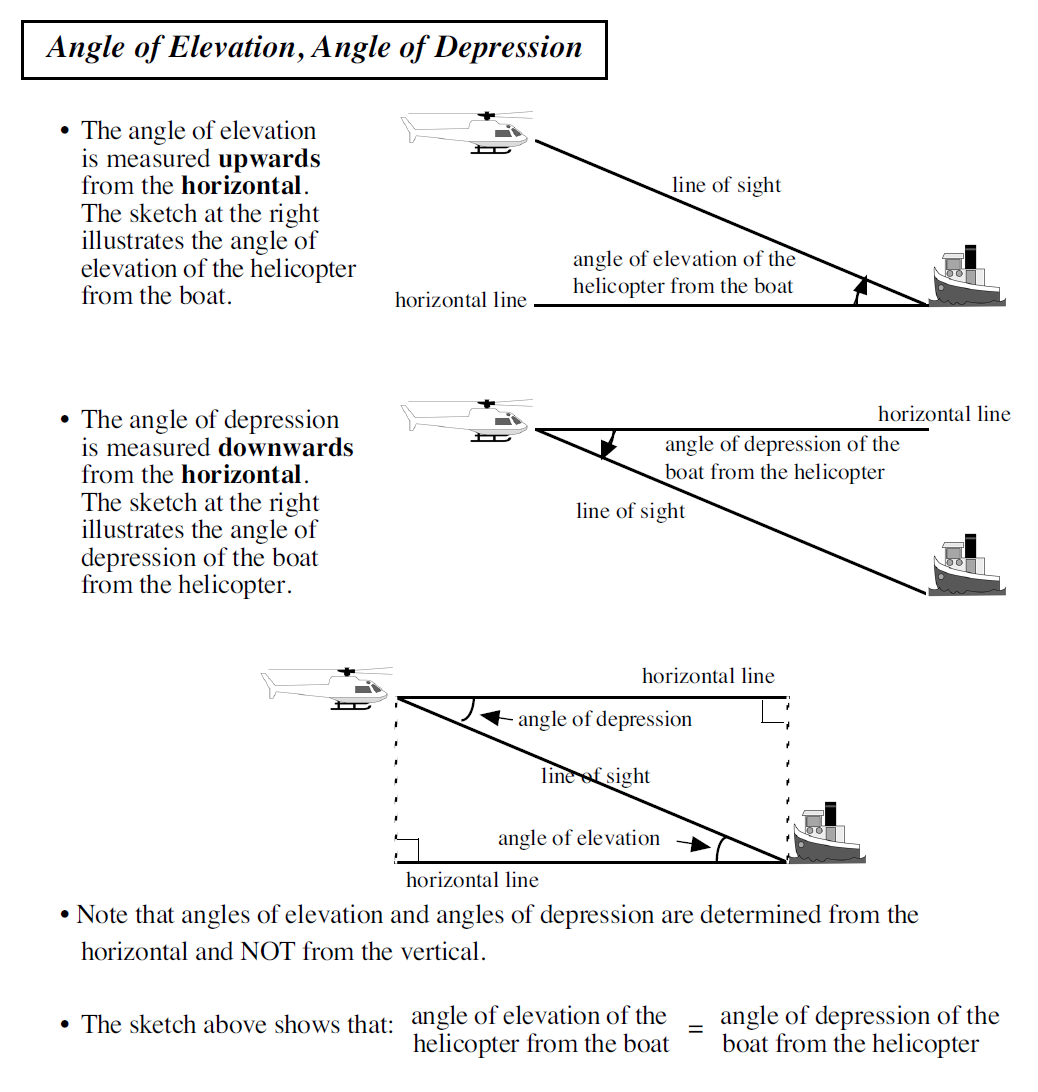 Angle of Elevation, Angle of Depression
• The angle of elevation
is measured upwards
from the horizontal.
The sketch at the right
illustrates the angle of
elevation of the helicopter
from the boat.
line of sight
angle of elevation of the
helicopter from the boat
horizontal line
• The angle of depression
is measured downwards
from the horizontal.
The sketch at the right
illustrates the angle of
depression of the boat
from the helicopter.
horizontal line
angle of depression of the
boat from the helicopter
line of sight
horizontal line
angle of depression
line of sight
angle of elevation
horizontal line
• Note that angles of elevation and angles of depression are determined from the
horizontal and NOT from the vertical.
• The sketch above shows that: angle of elevation of the = angle of depression of the
helicopter from the boat boat from the helicopter